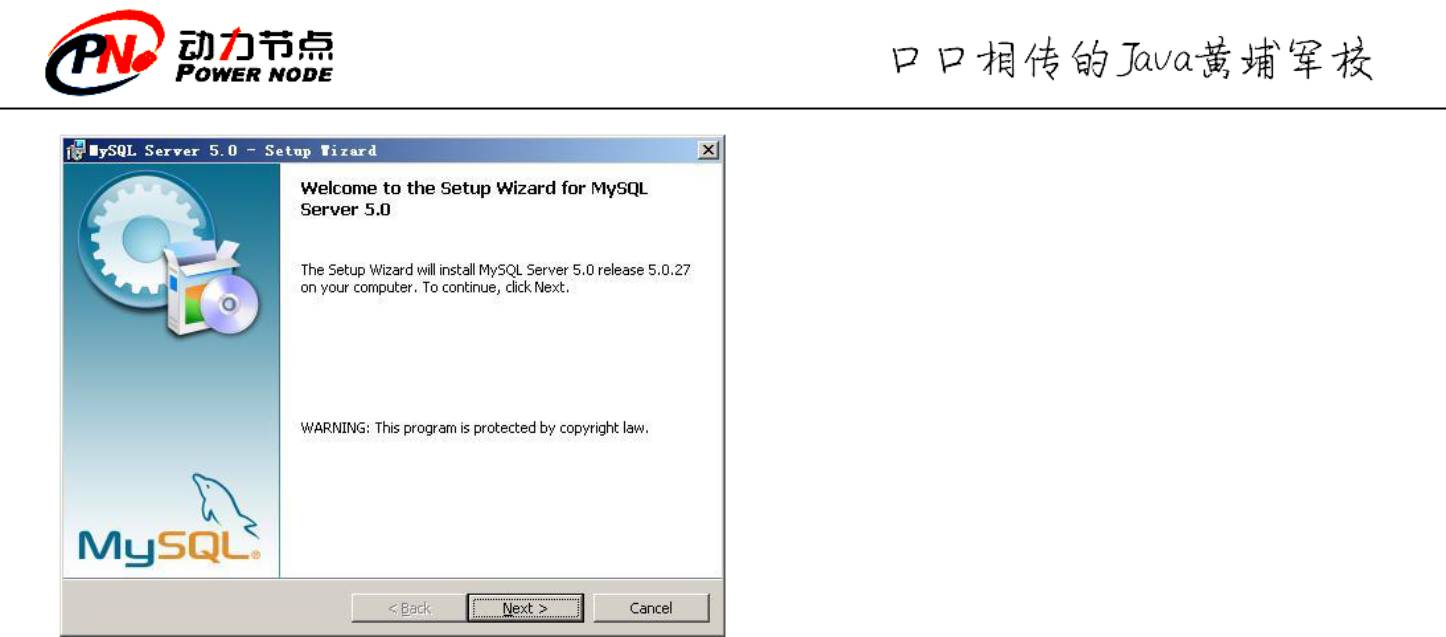 PN
动力节点
POWER NODE
口口相传的Java黄埔军校
MySQL Server 5.0 - Setup Wizard
Welcome to the Setup Wizard for MySQL
Server 5.0
The Setup Wizard will install MySQL Server 5.0 release 5.0.27
on your computer. To continue, click Next.
WARNING: This program is protected by copyright law.
MySQL®
< Back
Next >
Cancel